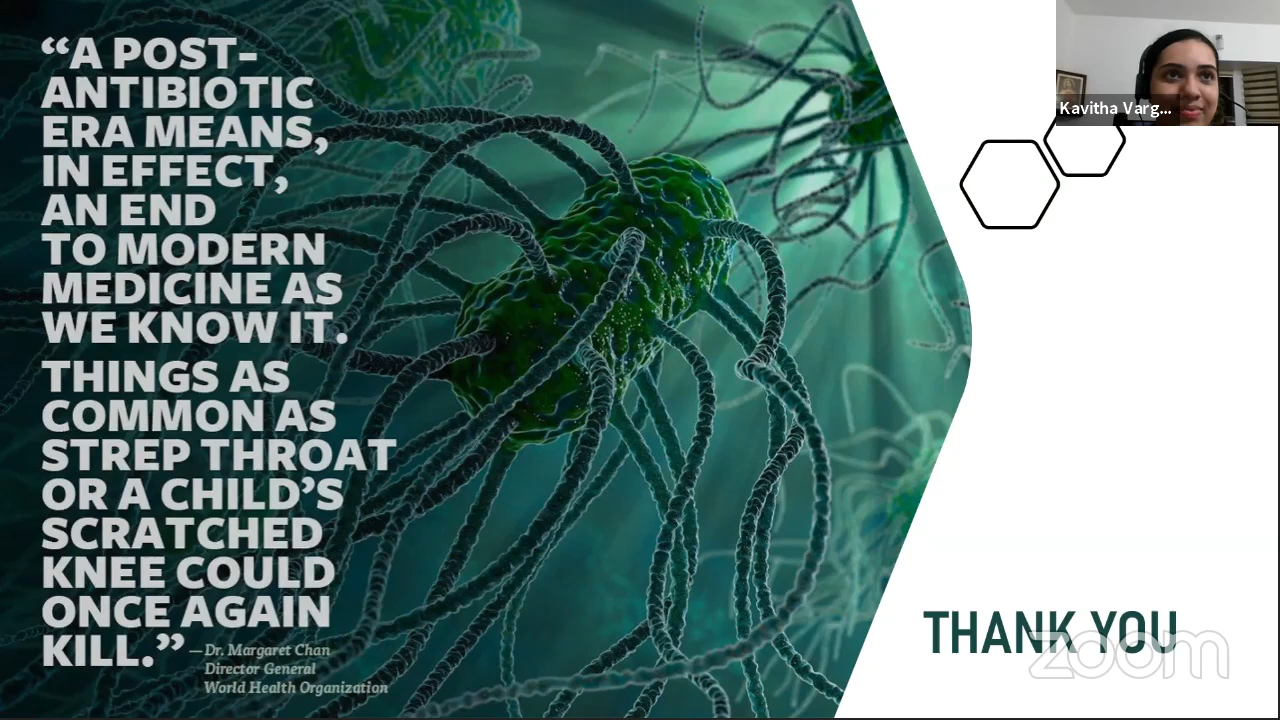 “A POST-
ANTIBIOTIC
ERA MEANS,
IN EFFECT,
AN END
TO MODERN
MEDICINE AS
WE KNOW IT.
THINGS AS
COMMON AS
STREP THROAT
OR A CHILD’S
SCRATCHED
KNEE COULD
ONCE AGAIN
KILL.”
—Dr. Margaret Chan
Director General
World Health Organization
Kavitha Varg...
THANK YOU
zoom